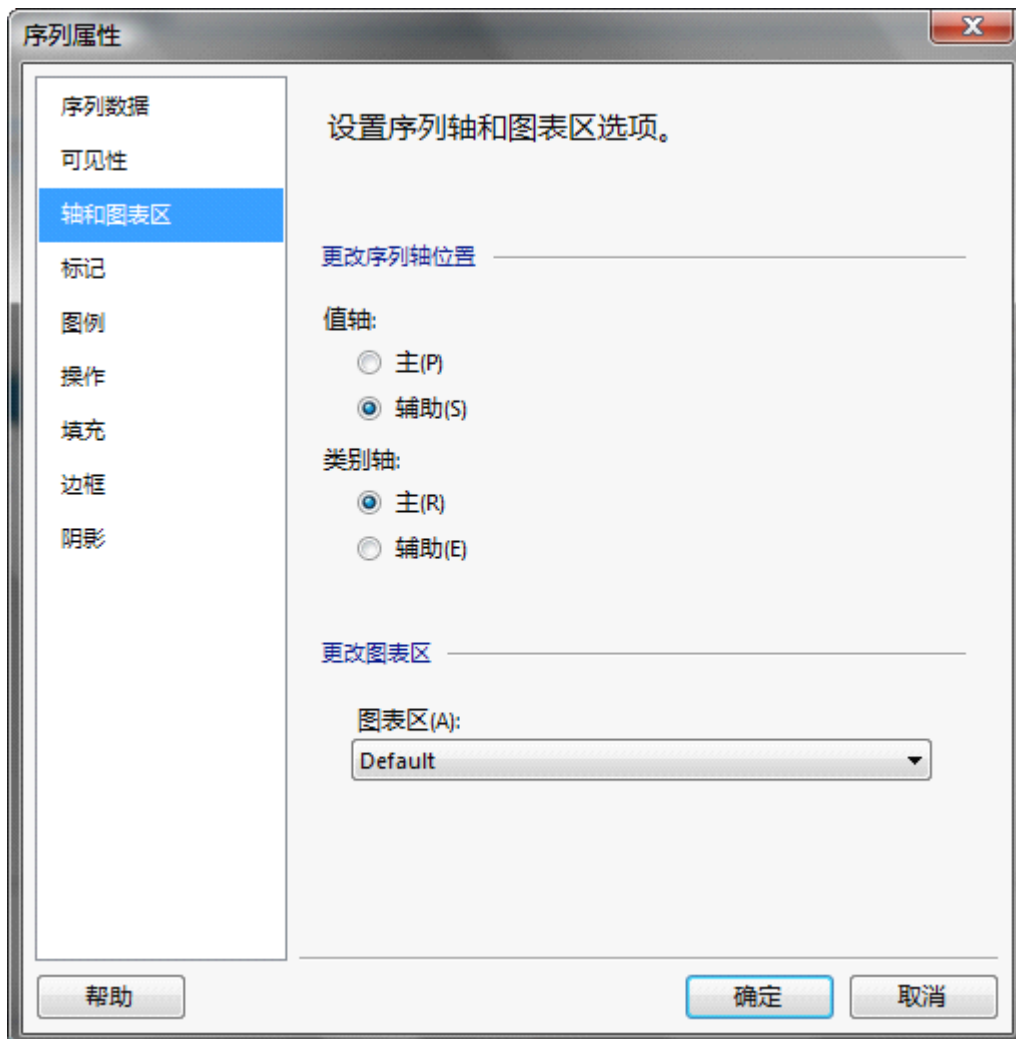 序列属性
序列数据
可见性
轴和图表区
标记
图例
操作
填充
边框
阴影
设置序列轴和图表区选项。
更改序列轴位置
值轴:
主(P)
辅助(S)
类别轴:
主(R)
辅助(E)
更改图表区
图表区(A):
Default
帮助
确定
取消